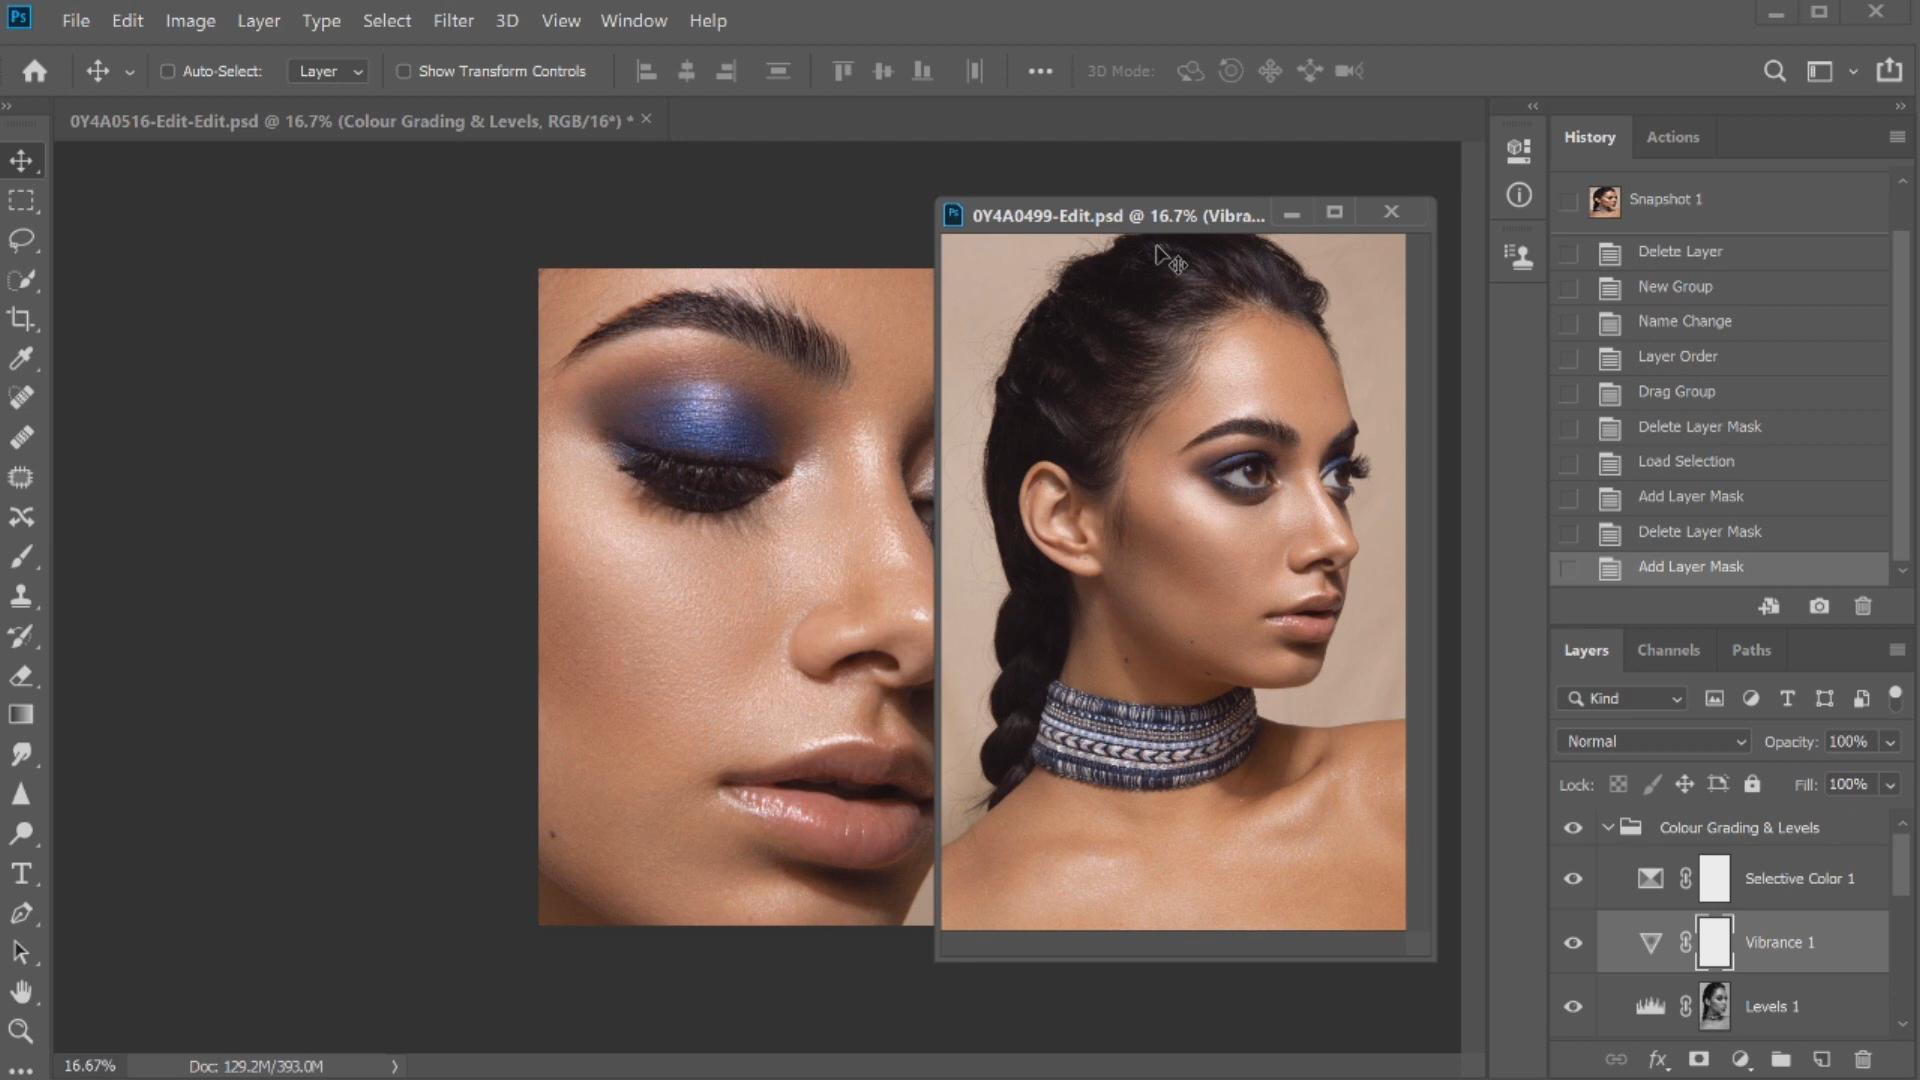 Ps File Edit Image Layer Type Select Filter 3D View Window Help
Auto-Select: Layer Show Transform Controls ••• 3D Mode:
0Y4A0516-Edit-Edit.psd @ 16.7% (Colour Grading & Levels, RGB/16*) * ×
History Actions
Snapshot 1
Ps 0Y4A0499-Edit.psd @ 16.7% (Vibra...
Delete Layer
New Group
Name Change
Layer Order
Drag Group
Delete Layer Mask
Load Selection
Add Layer Mask
Delete Layer Mask
Add Layer Mask
Layers Channels Paths
Kind
Normal Opacity: 100%
Lock: Fill: 100%
Colour Grading & Levels
Selective Color 1
Vibrance 1
Levels 1
16.67% Doc: 129.2M/393.0M
fx